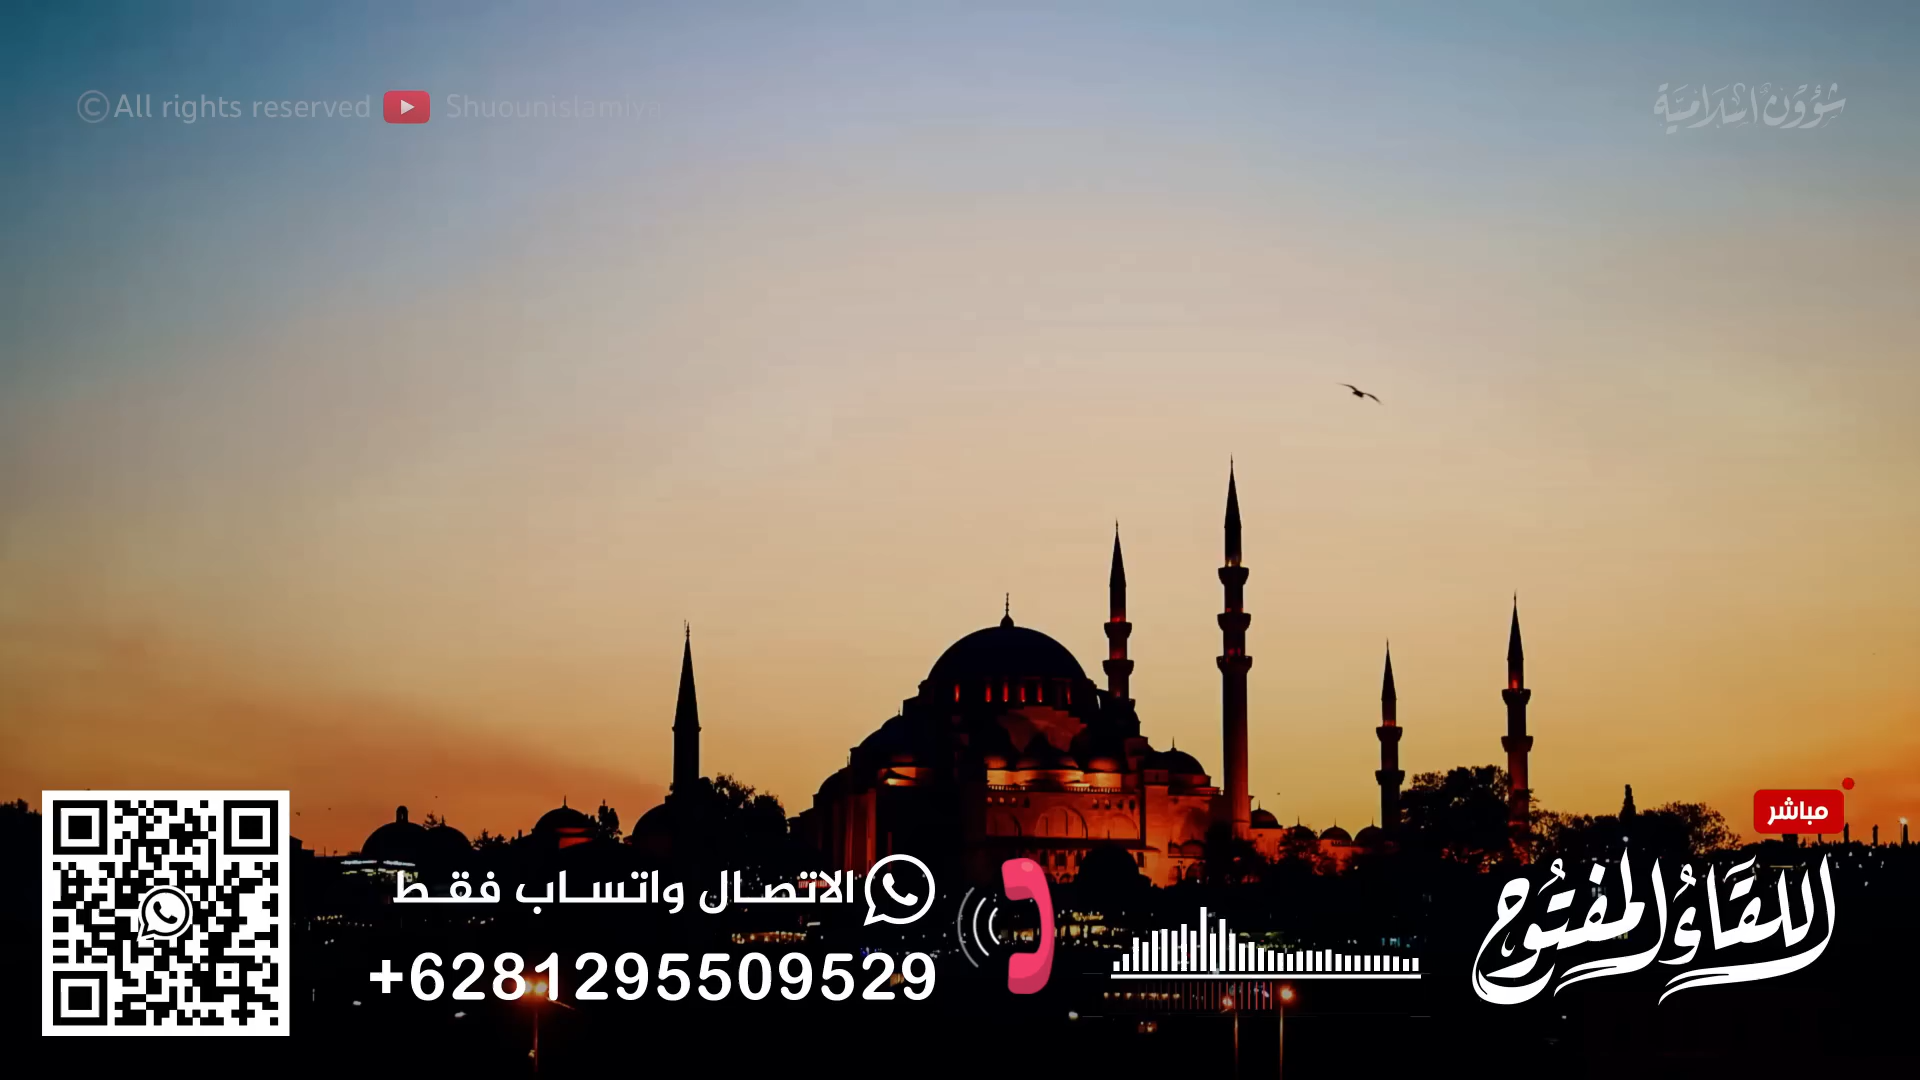 ©All rights reserved Shuounislamiya
شؤون إسلامية
مباشر
اللقاء المفتوح
الاتصال واتساب فقط
+6281295509529